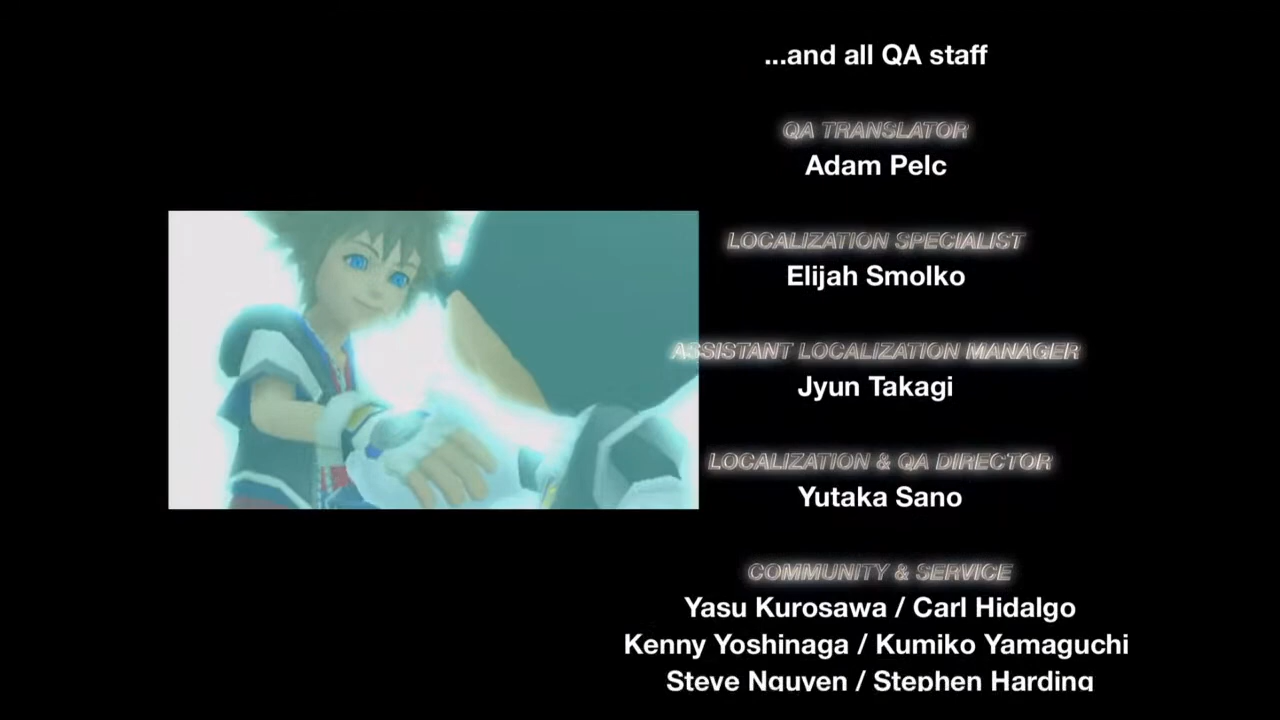 ...and all QA staff
QA TRANSLATOR
Adam Pelc
LOCALIZATION SPECIALIST
Elijah Smolko
ASSISTANT LOCALIZATION MANAGER
Jyun Takagi
LOCALIZATION & QA DIRECTOR
Yutaka Sano
COMMUNITY & SERVICE
Yasu Kurosawa / Carl Hidalgo
Kenny Yoshinaga / Kumiko Yamaguchi
Steve Nguyen / Stephen Harding